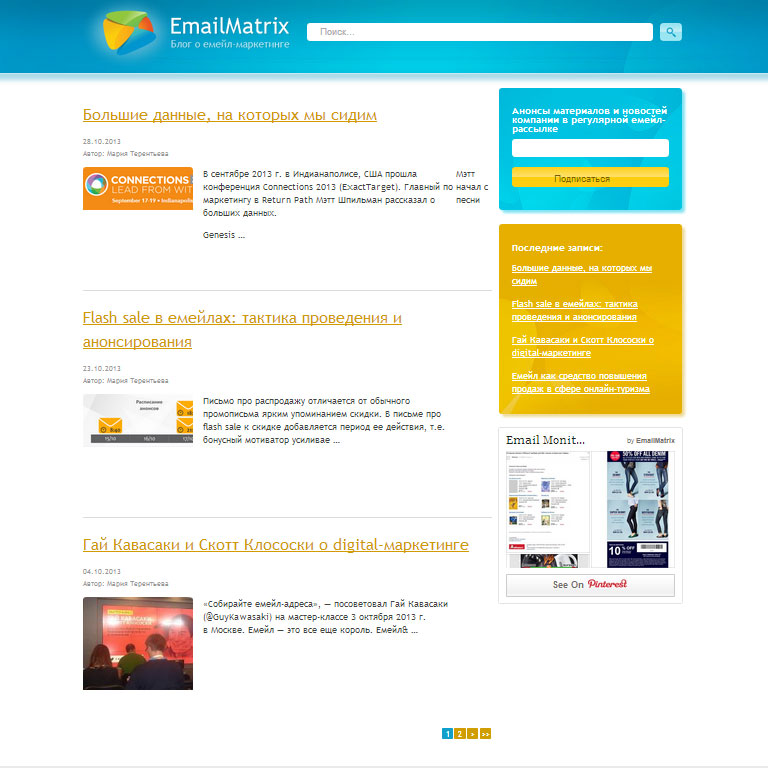 EmailMatrix
Блог о емейл-маркетинге
Поиск...
Большие данные, на которых мы сидим
28.10.2013
Автор: Мария Терентьева
CONNECTIONS
LEAD FROM WIT
September 17-19 • Indianapoli
В сентябре 2013 г. в Индианаполисе, США прошла
конференция Connections 2013 (ExactTarget). Главный по
маркетингу в Return Path Мэтт Шпильман рассказал о
больших данных.
Мэтт
начал с
песни
Genesis ...
Flash sale в емейлах: тактика проведения и
анонсирования
23.10.2013
Автор: Мария Терентьева
Расписание
анонсов
15/10 16/10 17/10
Письмо про распродажу отличается от обычного
промописьма ярким упоминанием скидки. В письме про
flash sale к скидке добавляется период ее действия, т.е.
бонусный мотиватор усиливае ...
Гай Кавасаки и Скотт Клососки о digital-маркетинге
04.10.2013
Автор: Мария Терентьева
«Собирайте емейл-адреса», — посоветовал Гай Кавасаки
(@GuyKawasaki) на мастер-классе 3 октября 2013 г.
в Москве. Емейл — это все еще король. Емейл& ...
1 2 > >>
Анонсы материалов и новостей
компании в регулярной емейл-
рассылке
Подписаться
Последние записи:
Большие данные, на которых мы
сидим
Flash sale в емейлах: тактика
проведения и анонсирования
Гай Кавасаки и Скотт Клососки о
digital-маркетинге
Емейл как средство повышения
продаж в сфере онлайн-туризма
Email Monit...
by EmailMatrix
50% OFF ALL DENIM
10% OFF
See On Pinterest